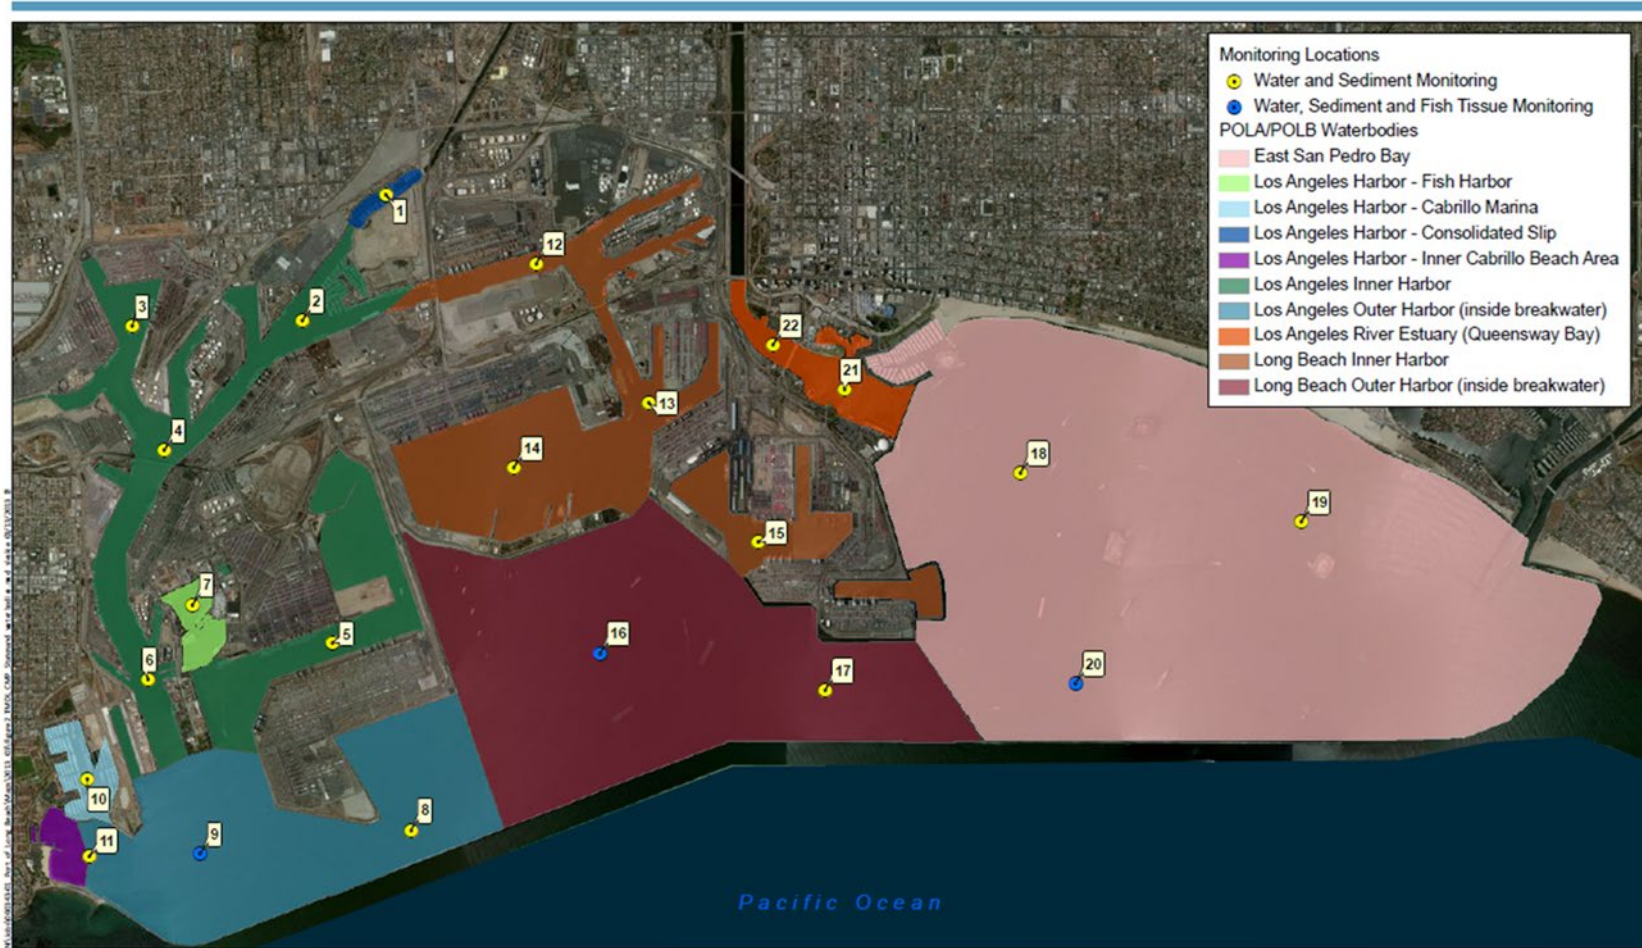 Monitoring Locations
Water and Sediment Monitoring
Water, Sediment and Fish Tissue Monitoring
POLA/POLB Waterbodies
East San Pedro Bay
Los Angeles Harbor - Fish Harbor
Los Angeles Harbor - Cabrillo Marina
Los Angeles Harbor - Consolidated Slip
Los Angeles Harbor - Inner Cabrillo Beach Area
Los Angeles Inner Harbor
Los Angeles Outer Harbor (inside breakwater)
Los Angeles River Estuary (Queensway Bay)
Long Beach Inner Harbor
Long Beach Outer Harbor (inside breakwater)
1
12
2
3
22
21
13
4
14
18
19
15
7
5
16
6
20
17
10
8
9
11
Pacific Ocean